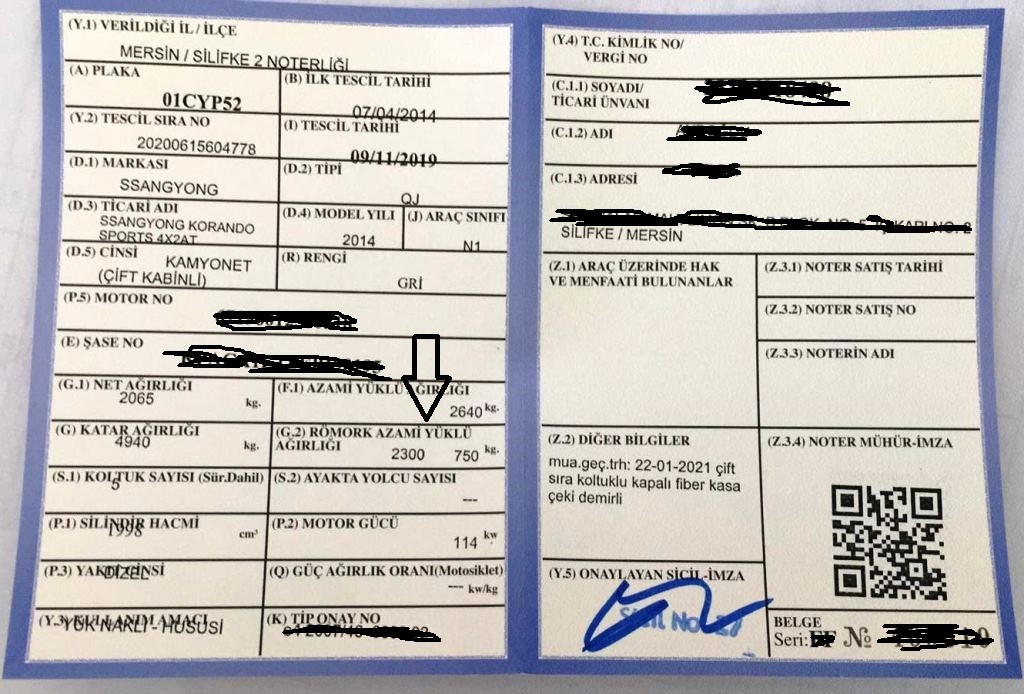 (Y.1) VERİLDİĞİ İL / İLÇE
MERSİN / SİLİFKE 2 NOTERLİĞİ
(A) PLAKA
01CYP52
(B) İLK TESCİL TARİHİ
07/04/2014
(Y.2) TESCİL SIRA NO
20200615604778
(I) TESCİL TARİHİ
09/11/2019
(D.1) MARKASI
SSANGYONG
(D.2) TİPİ
QJ
(D.3) TİCARİ ADI
SSANGYONG KORANDO
SPORTS 4X2AT
(D.4) MODEL YILI
2014
(J) ARAÇ SINIFI
N1
(D.5) CİNSİ
KAMYONET
(ÇİFT KABİNLİ)
(R) RENGİ
GRİ
(P.5) MOTOR NO
(E) ŞASE NO
(G.1) NET AĞIRLIĞI
2065 kg.
(F.1) AZAMİ YÜKLÜ AĞIRLIĞI
2640 kg.
(G) KATAR AĞIRLIĞI
4940 kg.
(G.2) RÖMORK AZAMİ YÜKLÜ
AĞIRLIĞI 2300 750 kg.
(S.1) KOLTUK SAYISI (Sür.Dahil)
5
(S.2) AYAKTA YOLCU SAYISI
---
(P.1) SİLİNDİR HACMİ
1998 cm³
(P.2) MOTOR GÜCÜ
114 kw
(P.3) YAKIT CİNSİ
DİZEL
(Q) GÜÇ AĞIRLIK ORANI(Motosiklet)
--- kw/kg
(Y.3) KULLANIM AMACI
YÜK NAKLİ - HUSUSİ
(K) TİP ONAY NO
(Y.4) T.C. KİMLİK NO/
VERGİ NO
(C.1.1) SOYADI/
TİCARİ ÜNVANI
(C.1.2) ADI
(C.1.3) ADRESİ
SİLİFKE / MERSİN
(Z.1) ARAÇ ÜZERİNDE HAK
VE MENFAATİ BULUNANLAR
(Z.3.1) NOTER SATIŞ TARİHİ
(Z.3.2) NOTER SATIŞ NO
(Z.3.3) NOTERİN ADI
(Z.2) DİĞER BİLGİLER
mua.geç.trh: 22-01-2021 çift
sıra koltuklu kapalı fiber kasa
çeki demirli
(Z.3.4) NOTER MÜHÜR-İMZA
(Y.5) ONAYLAYAN SİCİL-İMZA
Sicil No:
BELGE
Seri: №